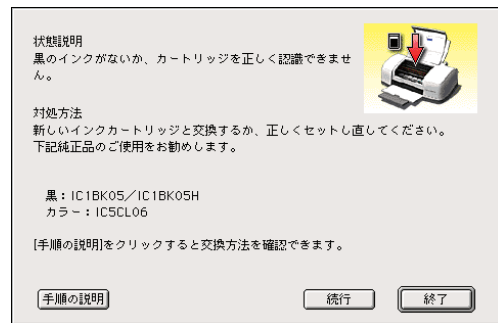 状態説明
黒のインクがないか、カートリッジを正しく認識できませ
ん。
対処方法
新しいインクカートリッジと交換するか、正しくセットし直してください。
下記純正品のご使用をお勧めします。
黒：IC1BK05／IC1BK05H
カラー：IC5CL06
[手順の説明]をクリックすると交換方法を確認できます。
手順の説明
続行
終了